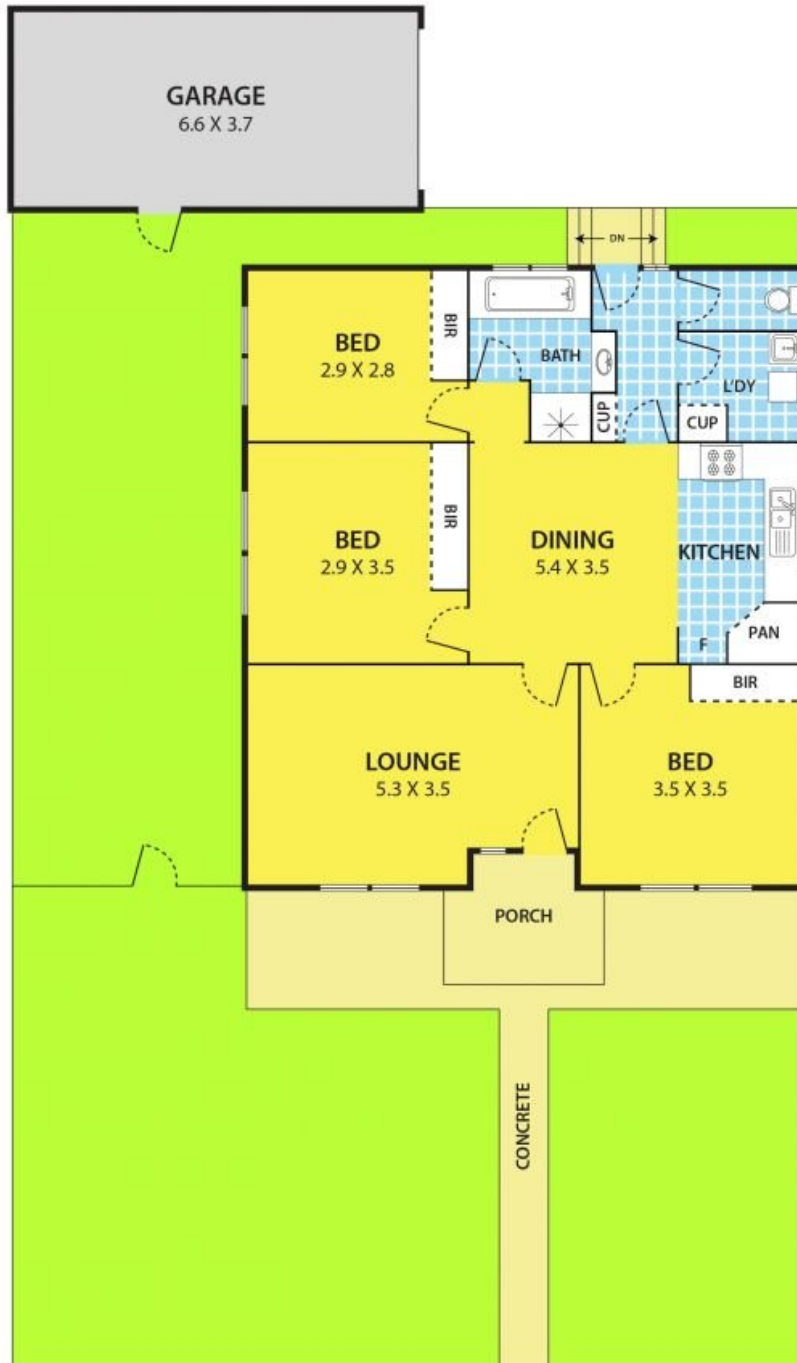 GARAGE
6.6 X 3.7
DN
BED
2.9 X 2.8
BIR
BATH
CUP
L'DY
CUP
BED
2.9 X 3.5
BIR
DINING
5.4 X 3.5
KITCHEN
F
PAN
BIR
LOUNGE
5.3 X 3.5
BED
3.5 X 3.5
PORCH
CONCRETE